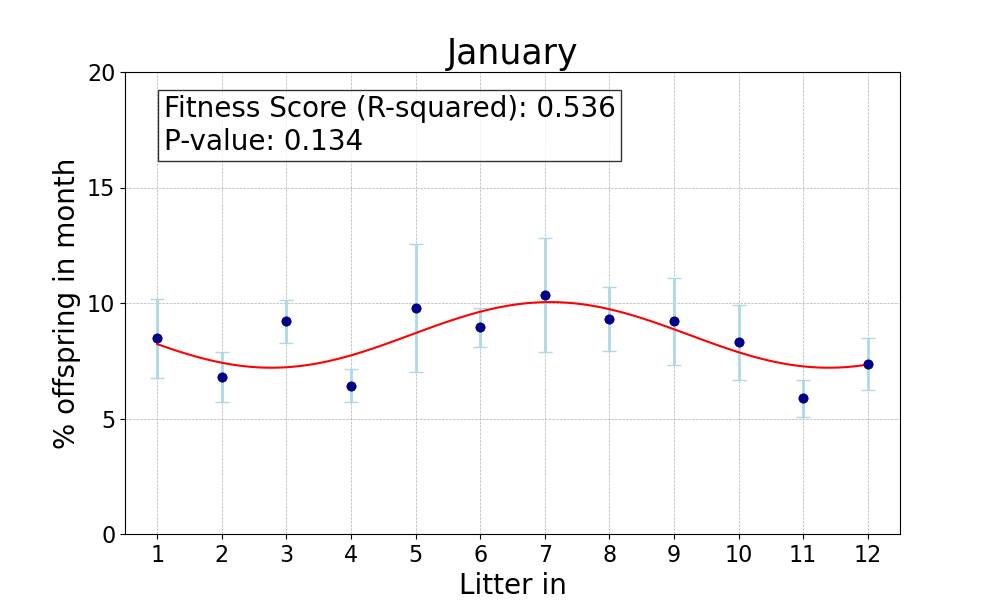 January
Fitness Score (R-squared): 0.536
P-value: 0.134
% offspring in month
20
15
10
5
0
1 2 3 4 5 6 7 8 9 10 11 12
Litter in